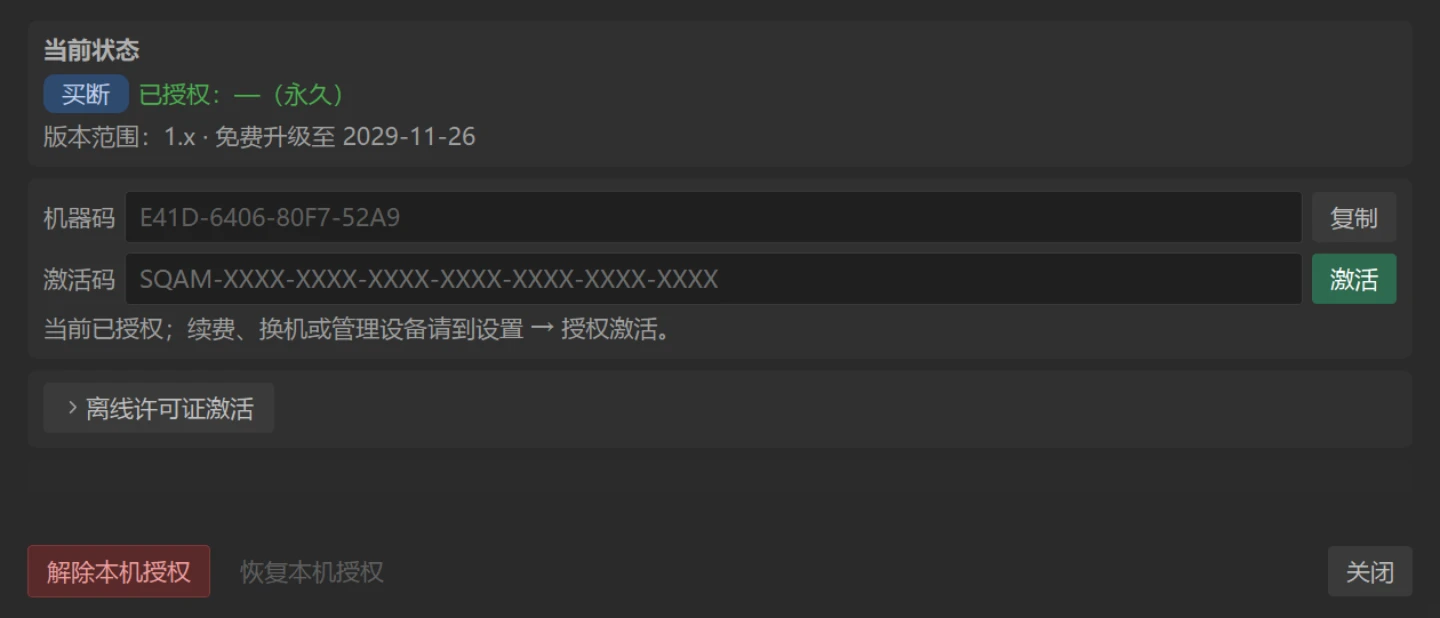 当前状态
买断 已授权：—（永久）
版本范围：1.x · 免费升级至 2029-11-26
机器码 E41D-6406-80F7-52A9 复制
激活码 SQAM-XXXX-XXXX-XXXX-XXXX-XXXX-XXXX-XXXX 激活
当前已授权；续费、换机或管理设备请到设置 → 授权激活。
> 离线许可证激活
解除本机授权 恢复本机授权 关闭